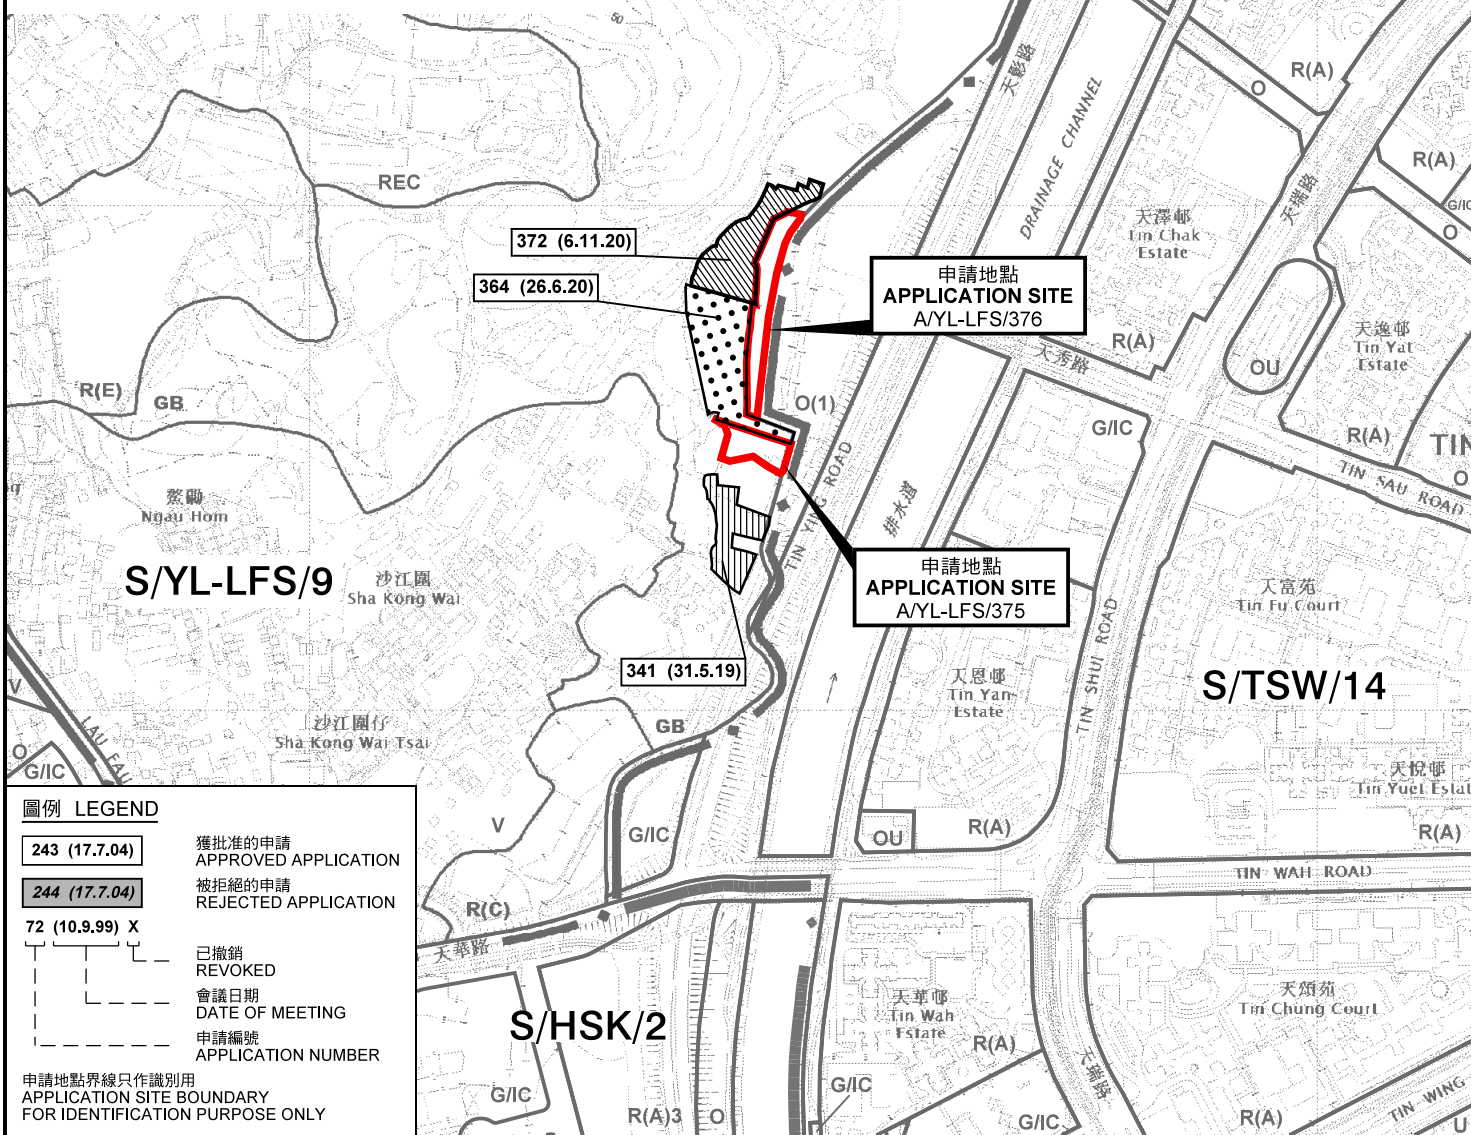 50
天影路
R(A)
O
DRAINAGE CHANNEL
R(A)
REC
天瑞路
G/IC
天澤邨
Tin Chak
Estate
O
372 (6.11.20)
364 (26.6.20)
申請地點
APPLICATION SITE
A/YL-LFS/376
R(A)
天秀路
天逸邨
Tin Yat
Estate
OU
R(E)
GB
O(1)
G/IC
R(A)
TIN
O
TIN SAU ROAD
鰲磡
Ngau Hom
TIN YING ROAD
排水道
S/YL-LFS/9
沙江圍
Sha Kong Wai
申請地點
APPLICATION SITE
A/YL-LFS/375
天富苑
Tin Fu Court
TIN SHUI ROAD
341 (31.5.19)
天恩邨
Tin Yan
Estate
S/TSW/14
V
LAU FAU
沙江圍仔
Sha Kong Wai Tsai
GB
O
G/IC
天悅邨
Tin Yuet Estat
圖例 LEGEND
243 (17.7.04)
獲批准的申請
APPROVED APPLICATION
244 (17.7.04)
被拒絕的申請
REJECTED APPLICATION
72 (10.9.99) X
已撤銷
REVOKED
會議日期
DATE OF MEETING
申請編號
APPLICATION NUMBER
申請地點界線只作識別用
APPLICATION SITE BOUNDARY
FOR IDENTIFICATION PURPOSE ONLY
V
G/IC
OU
R(A)
R(A)
TIN WAH ROAD
R(C)
天華路
S/HSK/2
天華邨
Tin Wah
Estate
R(A)
天頌苑
Tin Chung Court
天瑞路
G/IC
R(A)3
O
G/IC
G/IC
R(A)
TIN WING
U